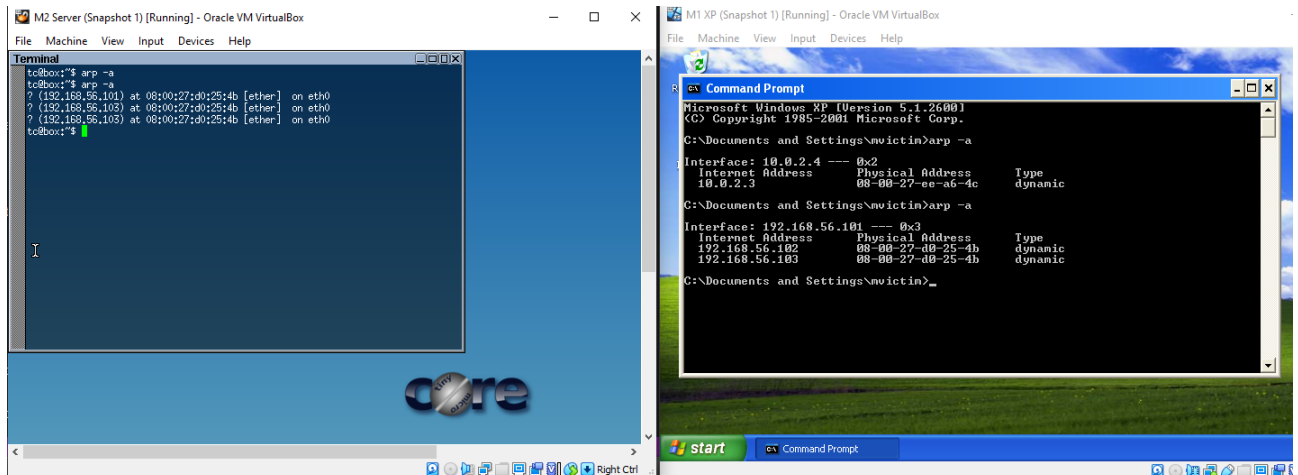 M2 Server (Snapshot 1) [Running] - Oracle VM VirtualBox
File Machine View Input Devices Help
Terminal
tc@box:~$ arp -a
tc@box:~$ arp -a
? (192.168.56.101) at 08:00:27:d0:25:4b [ether] on eth0
? (192.168.56.103) at 08:00:27:d0:25:4b [ether] on eth0
? (192.168.56.103) at 08:00:27:d0:25:4b [ether] on eth0
tc@box:~$
tiny
core
micro
Right Ctrl
M1 XP (Snapshot 1) [Running] - Oracle VM VirtualBox
File Machine View Input Devices Help
R
Command Prompt
Microsoft Windows XP [Version 5.1.2600]
(C) Copyright 1985-2001 Microsoft Corp.
C:\Documents and Settings\mvictim>arp -a
Interface: 10.0.2.4 --- 0x2
Internet Address Physical Address Type
10.0.2.3 08-00-27-ee-a6-4c dynamic
C:\Documents and Settings\mvictim>arp -a
Interface: 192.168.56.101 --- 0x3
Internet Address Physical Address Type
192.168.56.102 08-00-27-d0-25-4b dynamic
192.168.56.103 08-00-27-d0-25-4b dynamic
C:\Documents and Settings\mvictim>_
start
Command Prompt